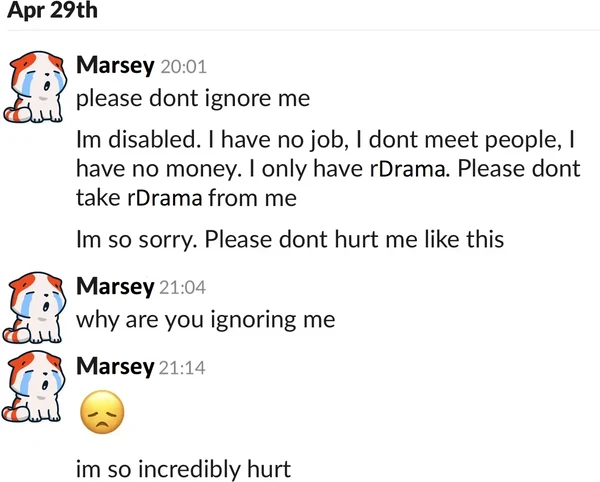 Apr 29th
Marsey 20:01
please dont ignore me
Im disabled. I have no job, I dont meet people, I
have no money. I only have rDrama. Please dont
take rDrama from me
Im so sorry. Please dont hurt me like this
Marsey 21:04
why are you ignoring me
Marsey 21:14
im so incredibly hurt